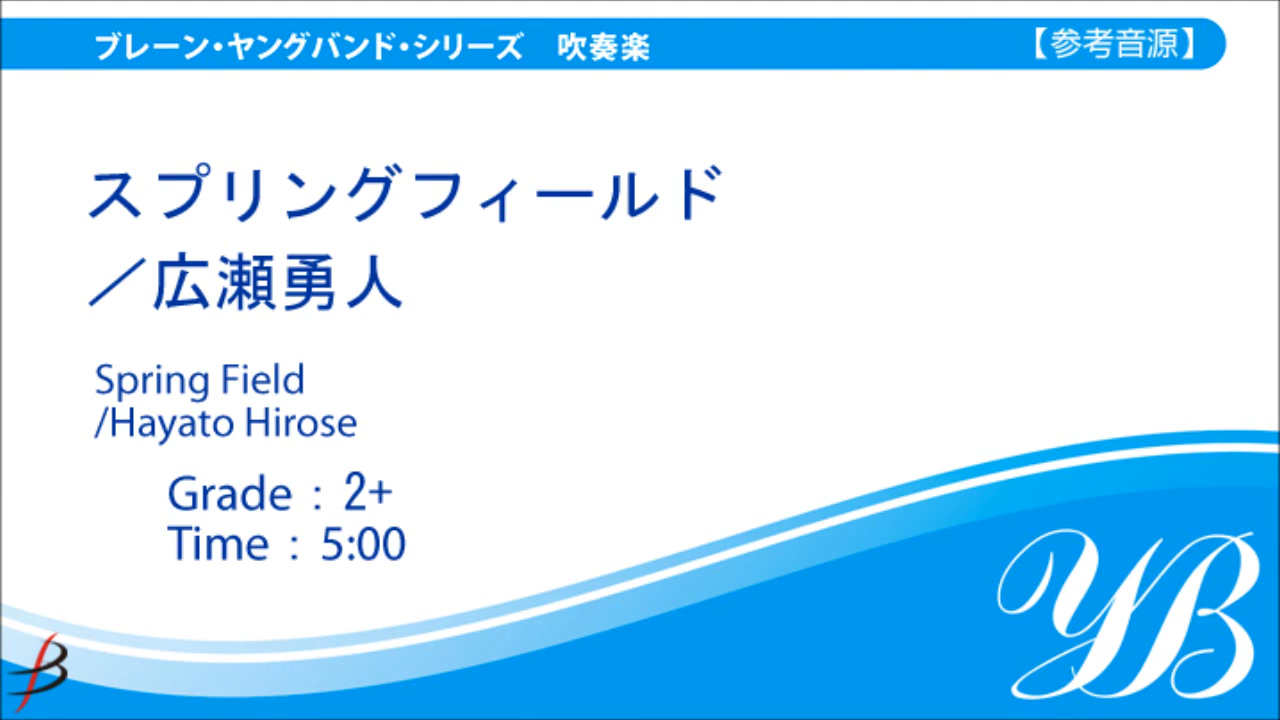 ブレーン・ヤングバンド・シリーズ　吹奏楽
【参考音源】
スプリングフィールド
／広瀬勇人
Spring Field
/Hayato Hirose
Grade : 2+
Time : 5:00
YB
B